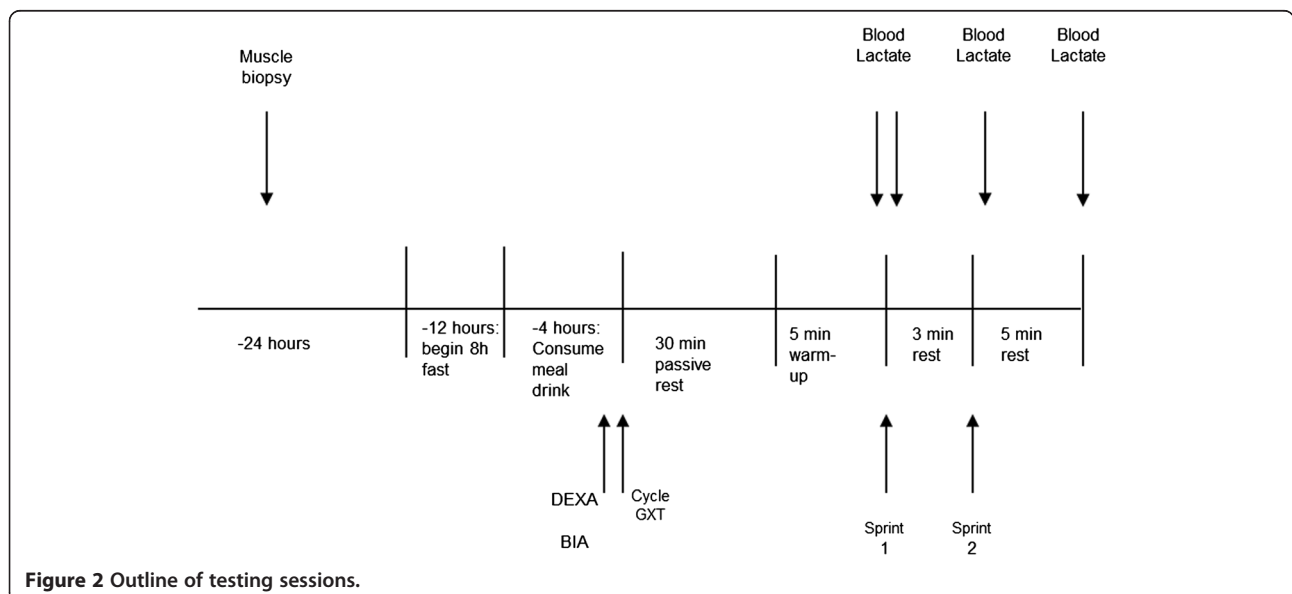 Muscle
biopsy
Blood
Lactate
Blood
Lactate
Blood
Lactate
-24 hours
-12 hours:
begin 8h
fast
-4 hours:
Consume
meal
drink
30 min
passive
rest
5 min
warm-
up
3 min
rest
5 min
rest
DEXA
BIA
Cycle
GXT
Sprint
1
Sprint
2
Figure 2 Outline of testing sessions.